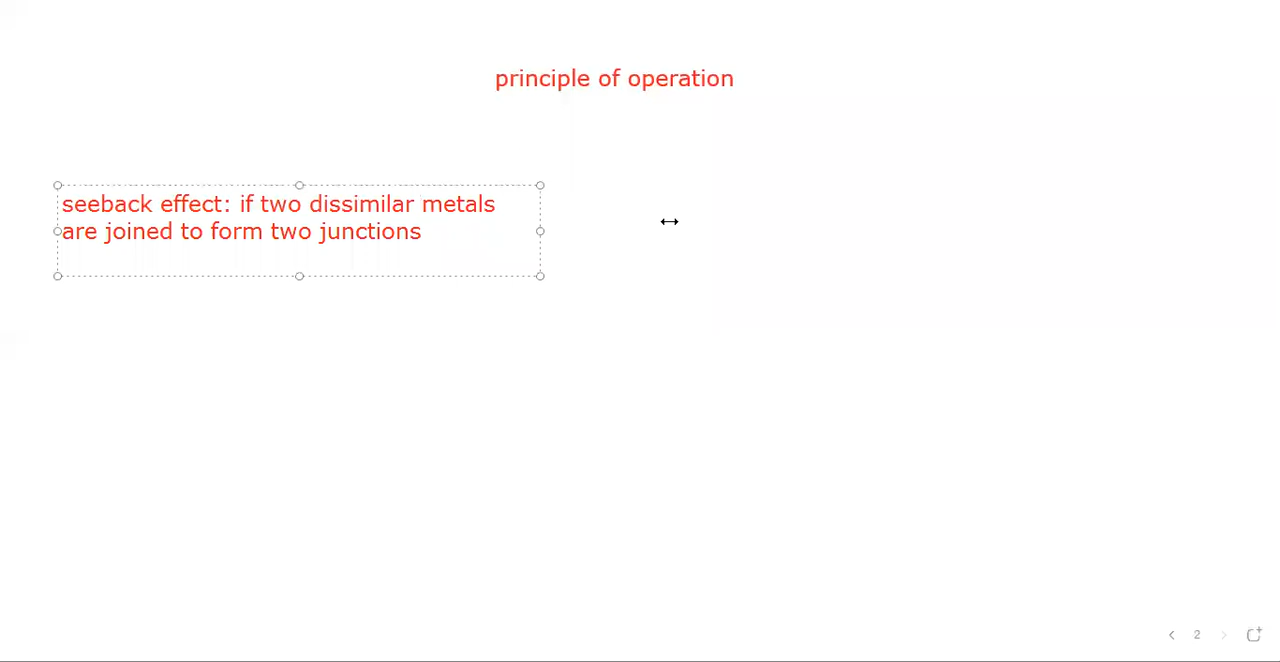 principle of operation
seeback effect: if two dissimilar metals
are joined to form two junctions
2